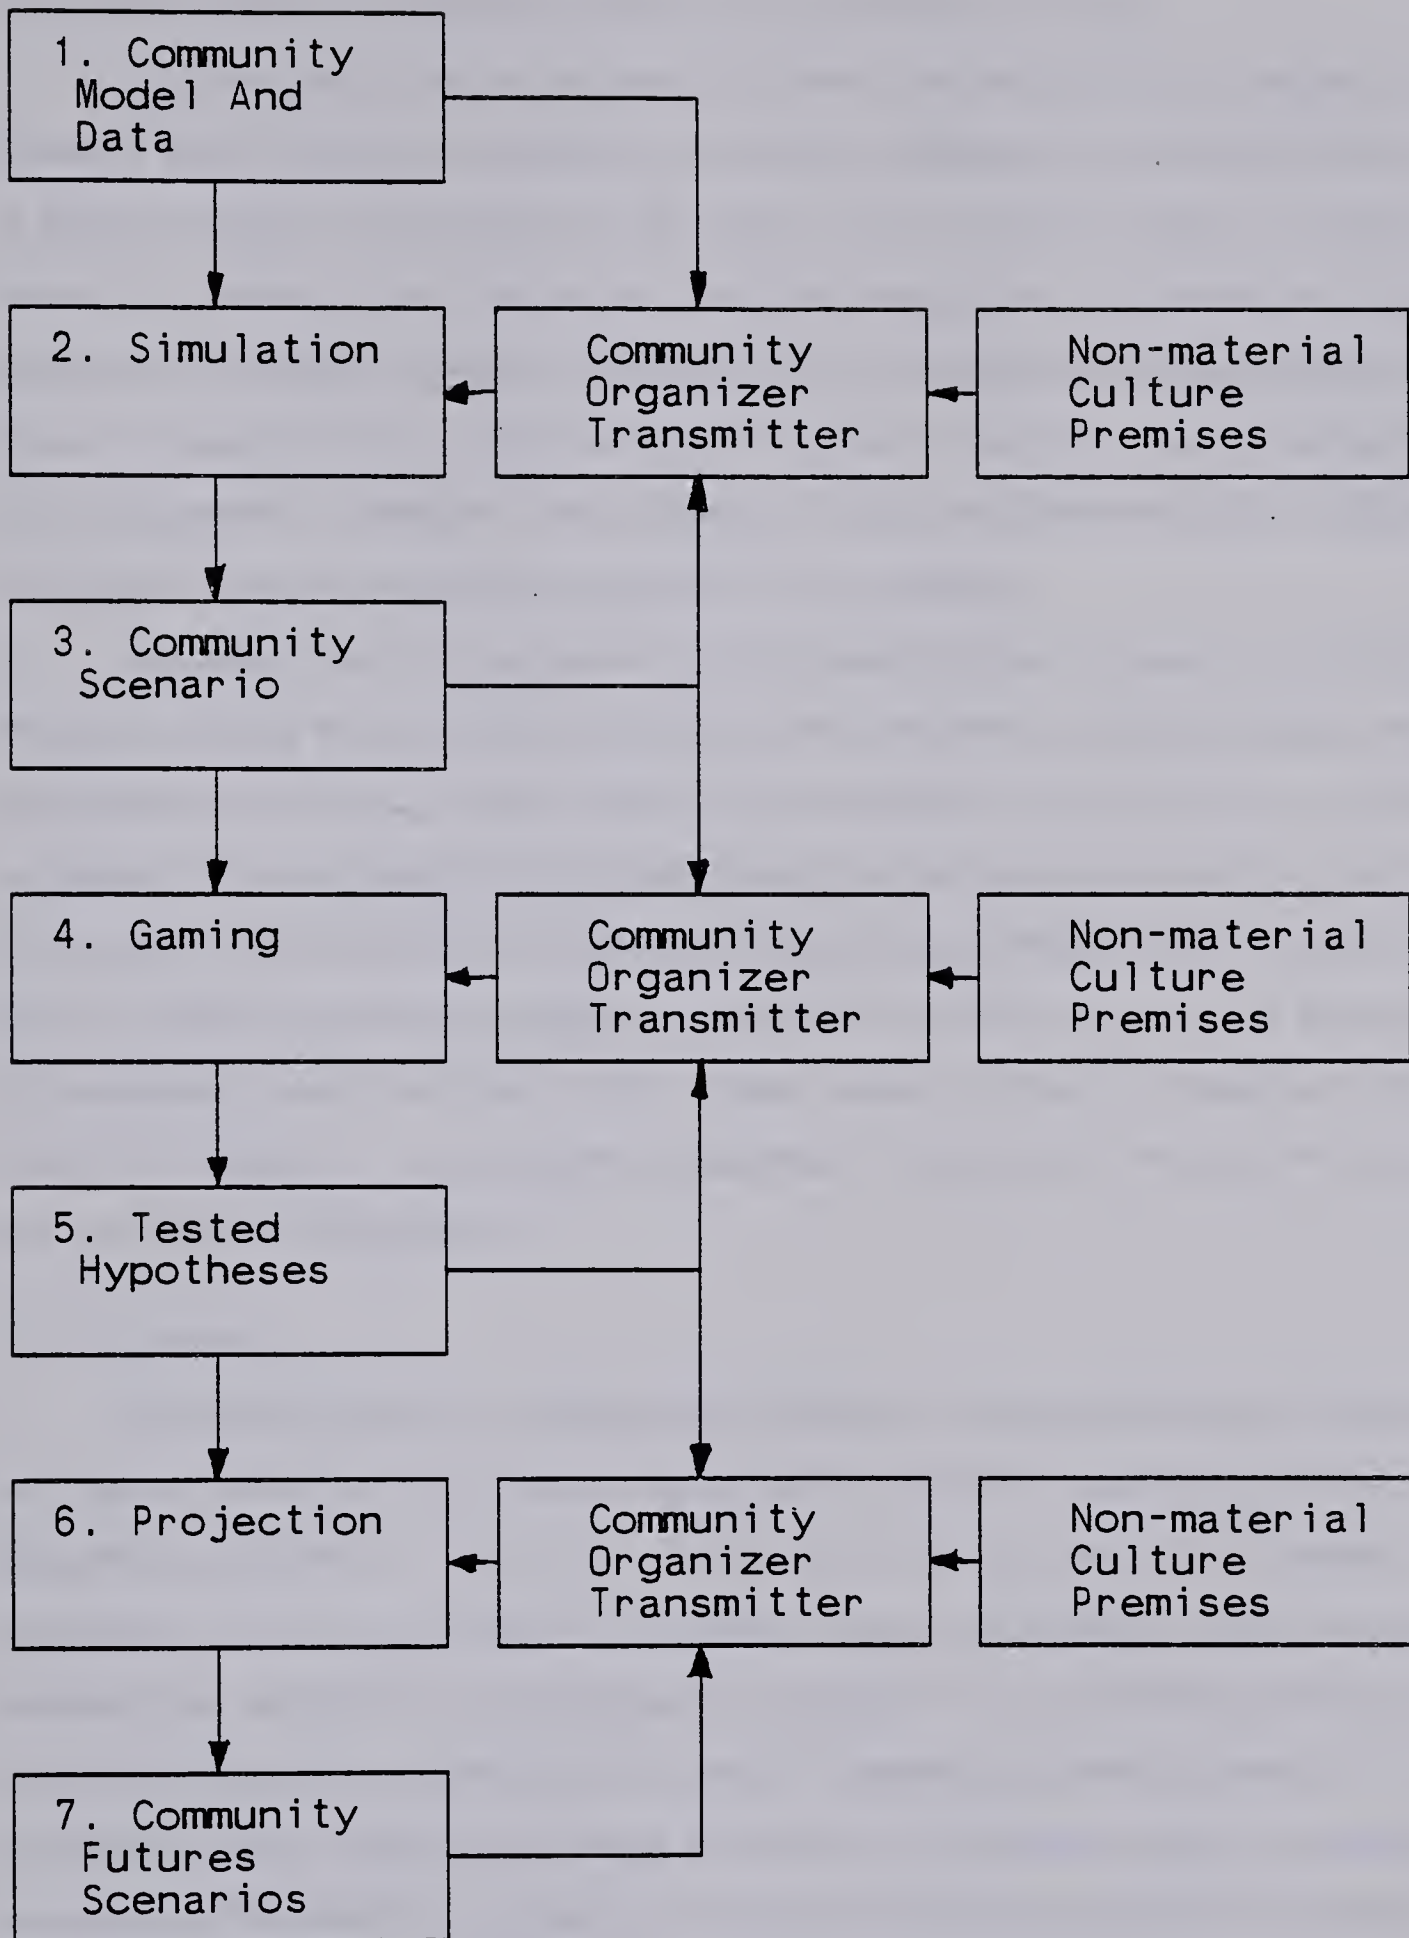 1. Community
Model And
Data
2. Simulation
Community
Organizer
Transmitter
Non-material
Culture
Premises
3. Community
Scenario
4. Gaming
Community
Organizer
Transmitter
Non-material
Culture
Premises
5. Tested
Hypotheses
6. Projection
Community
Organizer
Transmitter
Non-material
Culture
Premises
7. Community
Futures
Scenarios